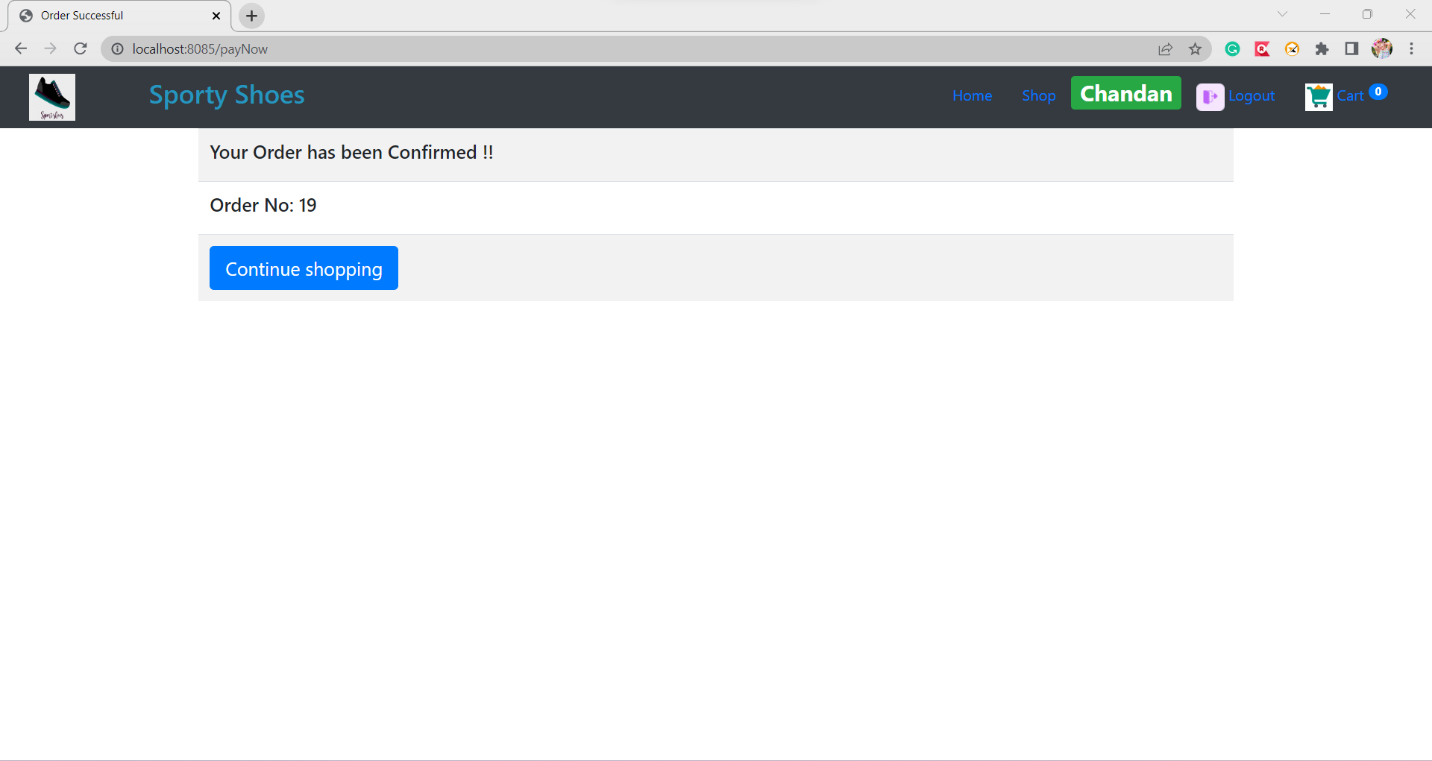 Order Successful
localhost:8085/payNow
Sporty Shoes
Home
Shop
Chandan
Logout
Cart 0
Your Order has been Confirmed !!
Order No: 19
Continue shopping